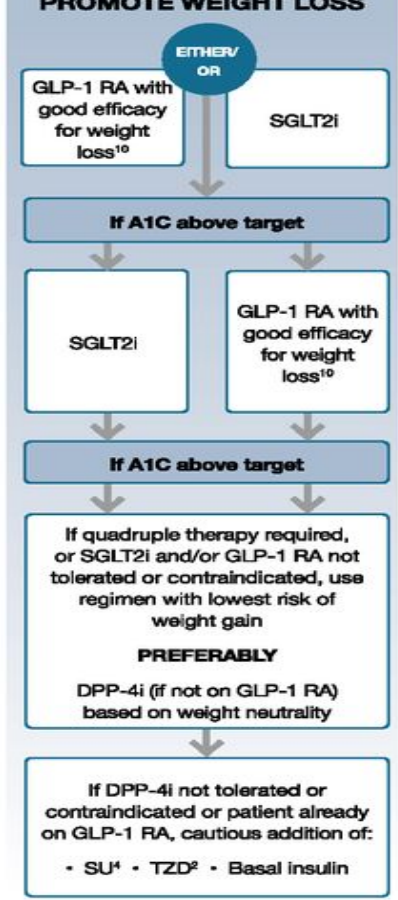 PROMOTE WEIGHT LOSS
EITHER/
OR
GLP-1 RA with
good efficacy
for weight
loss¹⁰
SGLT2i
If A1C above target
SGLT2i
GLP-1 RA with
good efficacy
for weight
loss¹⁰
If A1C above target
If quadruple therapy required,
or SGLT2i and/or GLP-1 RA not
tolerated or contraindicated, use
regimen with lowest risk of
weight gain
PREFERABLY
DPP-4i (if not on GLP-1 RA)
based on weight neutrality
If DPP-4i not tolerated or
contraindicated or patient already
on GLP-1 RA, cautious addition of:
• SU⁴ • TZD² • Basal insulin